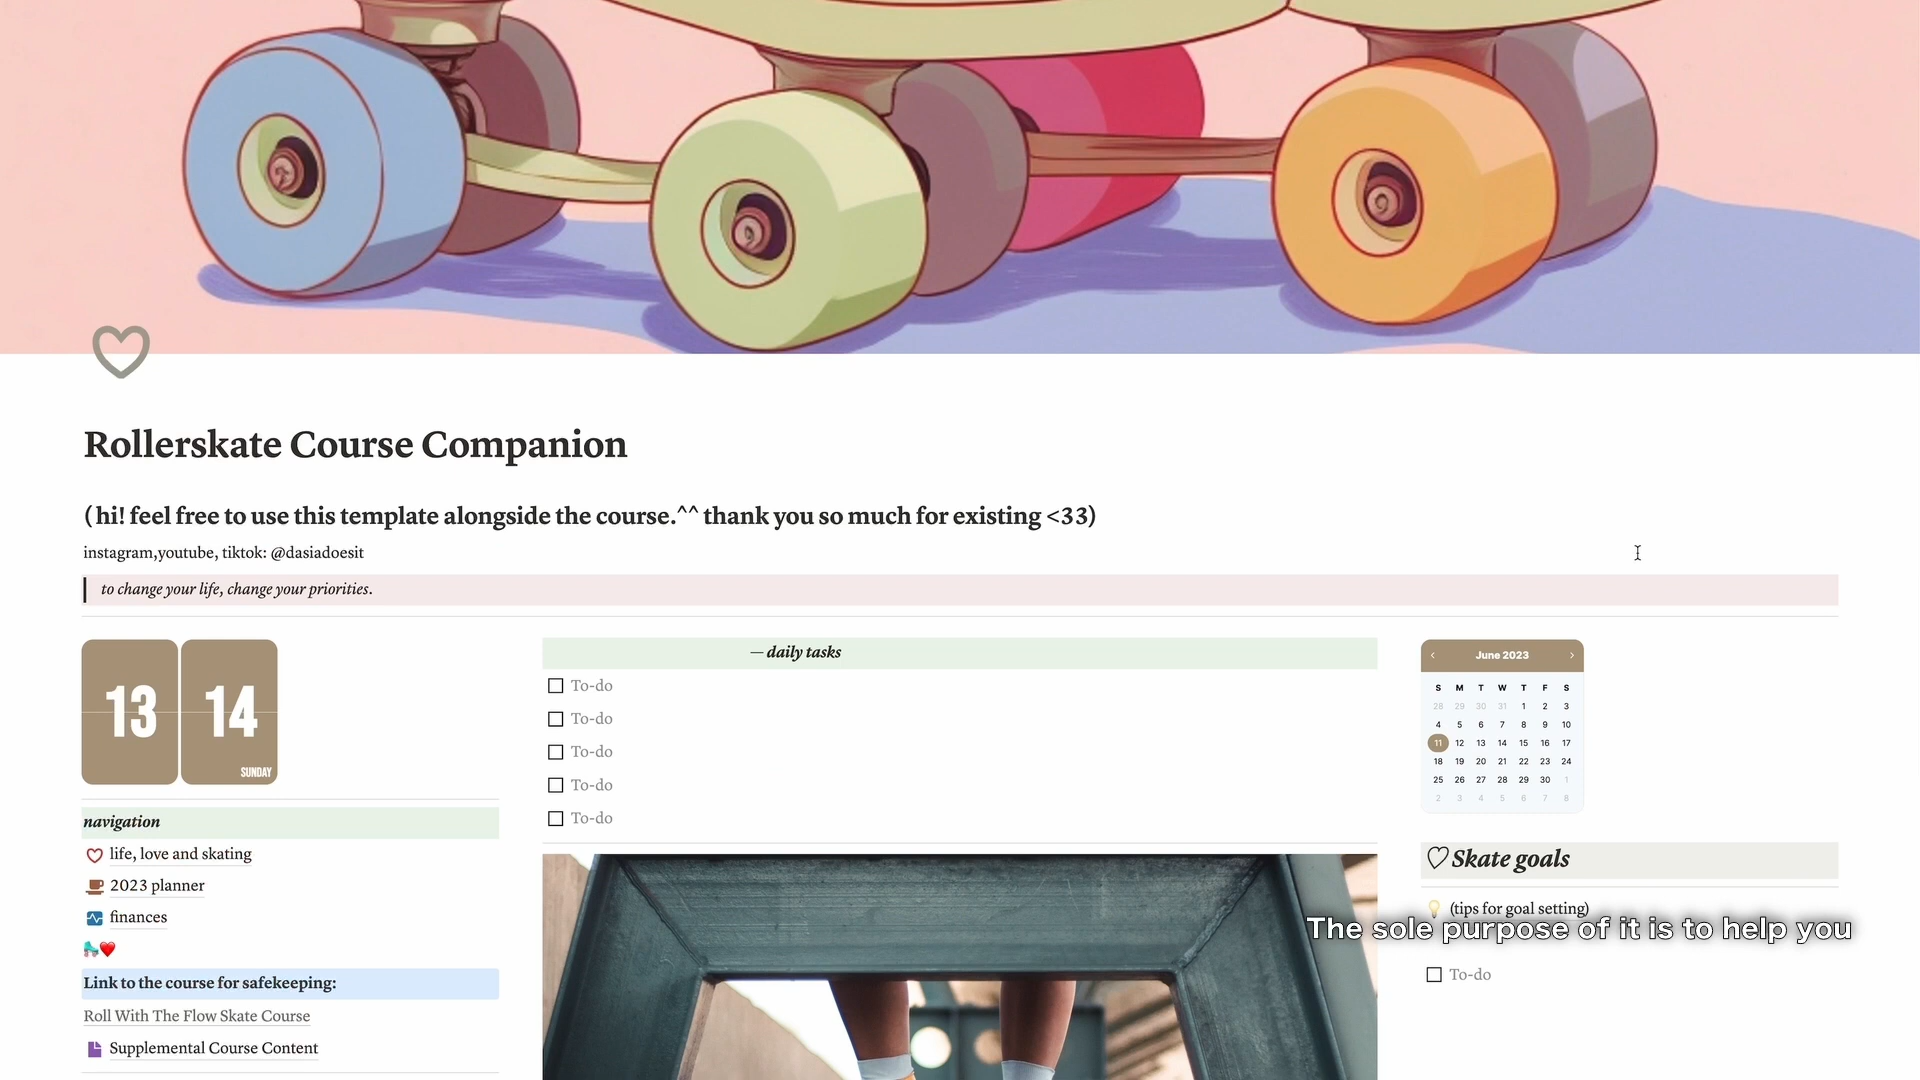 Rollerskate Course Companion
( hi! feel free to use this template alongside the course.^^ thank you so much for existing <33)
instagram,youtube, tiktok: @dasiadoesit
to change your life, change your priorities.
13 14
SUNDAY
navigation
life, love and skating
2023 planner
finances
Link to the course for safekeeping:
Roll With The Flow Skate Course
Supplemental Course Content
— daily tasks
To-do
To-do
To-do
To-do
To-do
June 2023
S M T W T F S
28 29 30 31 1 2 3
4 5 6 7 8 9 10
11 12 13 14 15 16 17
18 19 20 21 22 23 24
25 26 27 28 29 30 1
2 3 4 5 6 7 8
♡Skate goals
(tips for goal setting)
The sole purpose of it is to help you
To-do